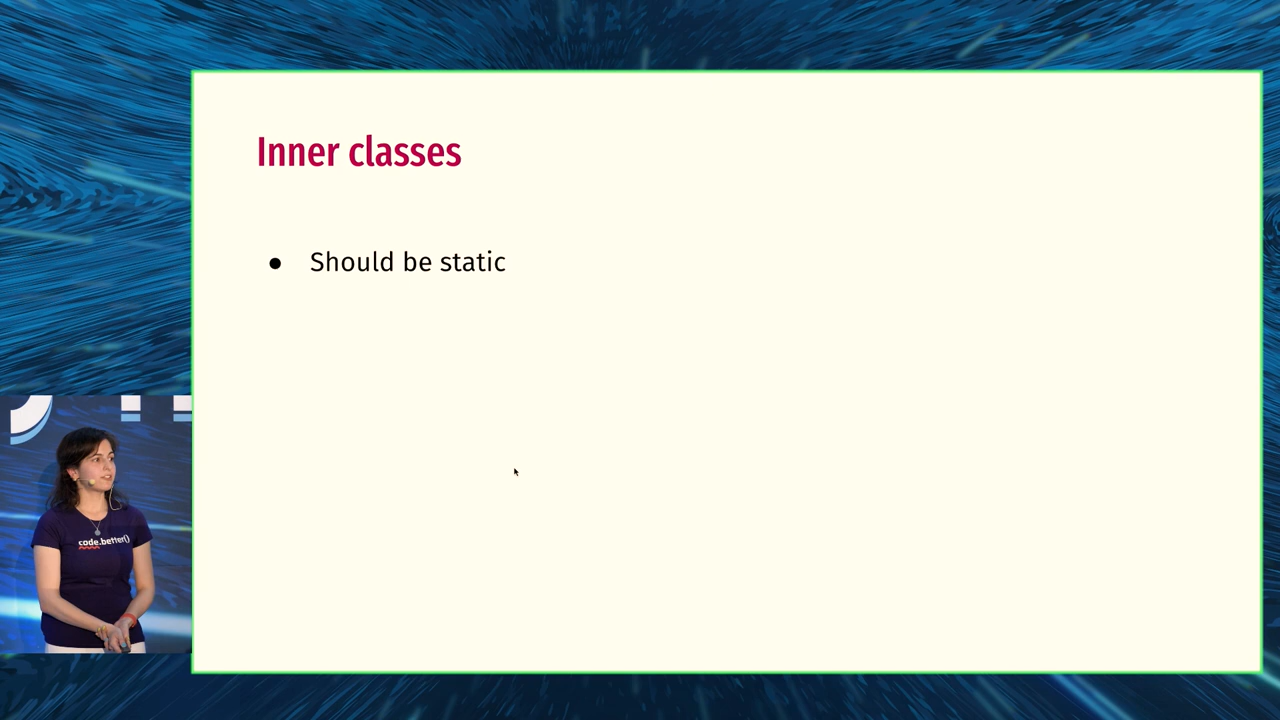 Inner classes
● Should be static
code.better()